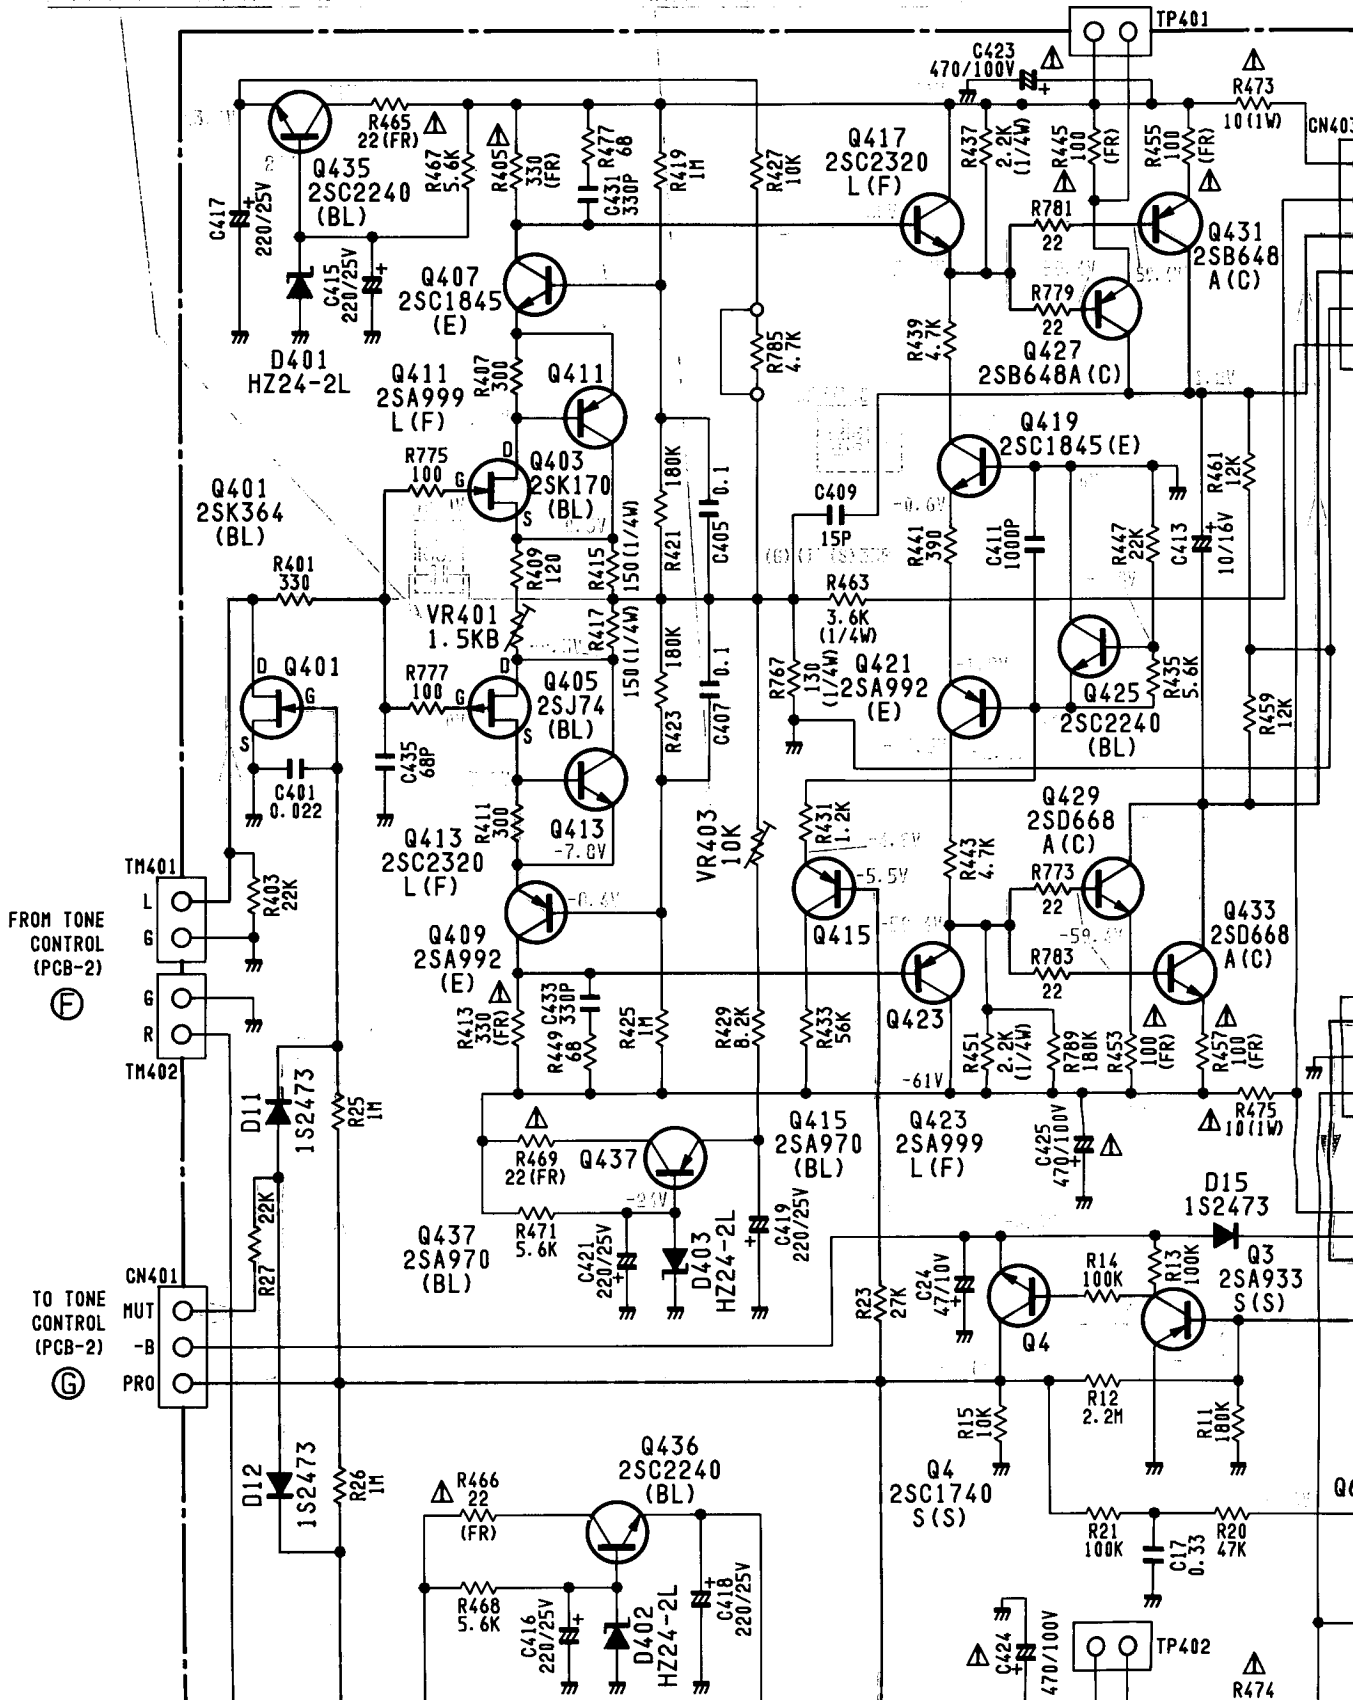 TP401
C423
470/100V
R473
10(1W)
CN403
R465
22(FR)
R467
5.6K
R405
330
(FR)
R477
68
C431
330P
R419
1M
R427
10K
Q417
2SC2320
L(F)
R437
2.2K
(1/4W)
R445
100
(FR)
R455
100
(FR)
Q435
2SC2240
(BL)
C417
220/25V
C415
220/25V
D401
HZ24-2L
Q407
2SC1845
(E)
R781
22
R779
22
Q431
2SB648
A(C)
Q427
2SB648A(C)
R439
4.7K
R785
4.7K
R407
300
Q411
2SA999
L(F)
Q411
R775
100
G
D
S
Q403
2SK170
(BL)
Q401
2SK364
(BL)
R401
330
180K
R421
0.1
C405
C409
15P
Q419
2SC1845(E)
-0.6V
R441
390
C411
1000P
R447
22K
C413
10/16V
R461
12K
R409
120
R415
150(1/4W)
R417
150(1/4W)
VR401
1.5KB
R463
3.6K
(1/4W)
D
Q401
G
S
C401
0.022
R777
100
G
D
S
Q405
2SJ74
(BL)
C435
68P
180K
R423
0.1
C407
R767
130
(1/4W)
Q421
2SA992
(E)
Q425
2SC2240
(BL)
R435
5.6K
R459
12K
R411
300
Q413
2SC2320
L(F)
Q413
-7.8V
VR403
10K
R431
1.2K
-5.5V
Q415
R443
4.7K
Q429
2SD668
A(C)
R773
22
R783
22
Q433
2SD668
A(C)
TM401
L
G
R403
22K
FROM TONE
CONTROL
(PCB-2)
F
G
R
TM402
Q409
2SA992
(E)
R413
330
(FR)
C433
330P
R449
68
R425
1M
R429
8.2K
R433
56K
Q423
R451
2.2K
(1/4W)
R789
180K
R453
100
(FR)
R457
100
(FR)
-61V
D11
1S2473
R25
1M
R469
22(FR)
Q437
Q415
2SA970
(BL)
Q423
2SA999
L(F)
C425
470/100V
R475
10(1W)
R471
5.6K
C421
220/25V
D403
HZ24-2L
C419
220/25V
Q437
2SA970
(BL)
D15
1S2473
R27
22K
CN401
MUT
-B
PRO
TO TONE
CONTROL
(PCB-2)
G
R23
27K
C24
47/10V
R14
100K
R13
100K
Q3
2SA933
S(S)
Q4
R12
2.2M
R15
10K
R11
180K
D12
1S2473
R26
1M
R466
22
(FR)
Q436
2SC2240
(BL)
Q4
2SC1740
S(S)
R21
100K
C17
0.33
R20
47K
Q6
R468
5.6K
C416
220/25V
D402
HZ24-2L
C418
220/25V
C424
470/100V
TP402
R474